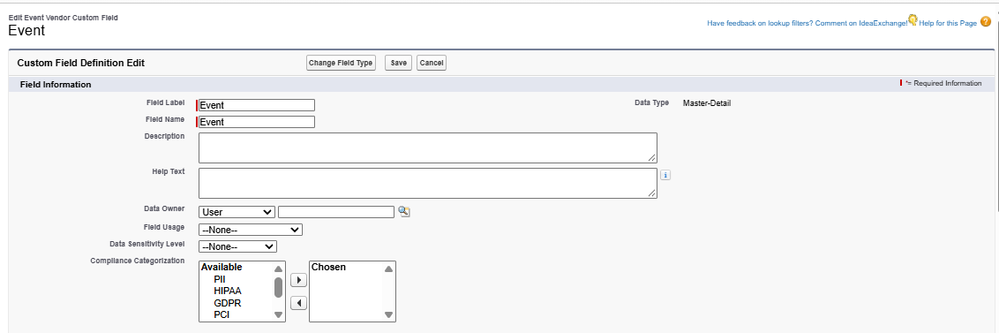 Edit Event Vendor Custom Field
Event
Have feedback on lookup filters? Comment on IdeaExchange! Help for this Page ?
Custom Field Definition Edit Change Field Type Save Cancel
Field Information = Required Information
Field Label Event Data Type Master-Detail
Field Name Event
Description
Help Text i
Data Owner User
Field Usage --None--
Data Sensitivity Level --None--
Compliance Categorization
Available Chosen
PII
HIPAA
GDPR
PCI